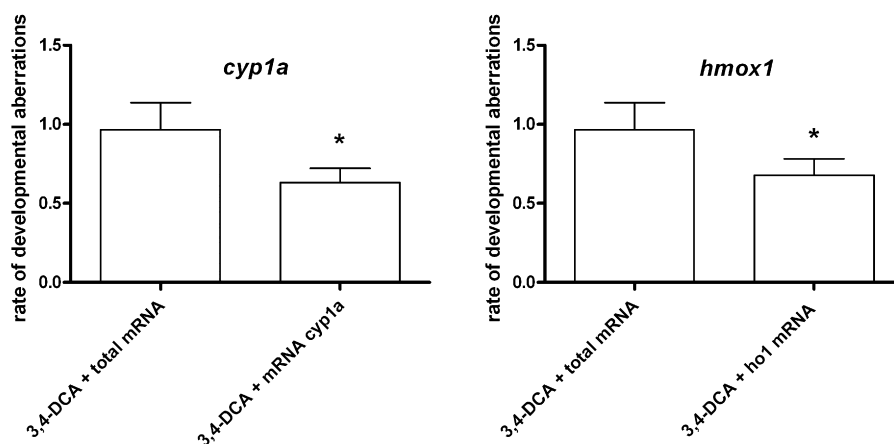 rate of developmental aberrations
1.5
1.0
0.5
0.0
cyp1a
*
3,4-DCA + total mRNA
3,4-DCA + mRNA cyp1a
rate of developmental aberrations
1.5
1.0
0.5
0.0
hmox1
*
3,4-DCA + total mRNA
3,4-DCA + ho1 mRNA